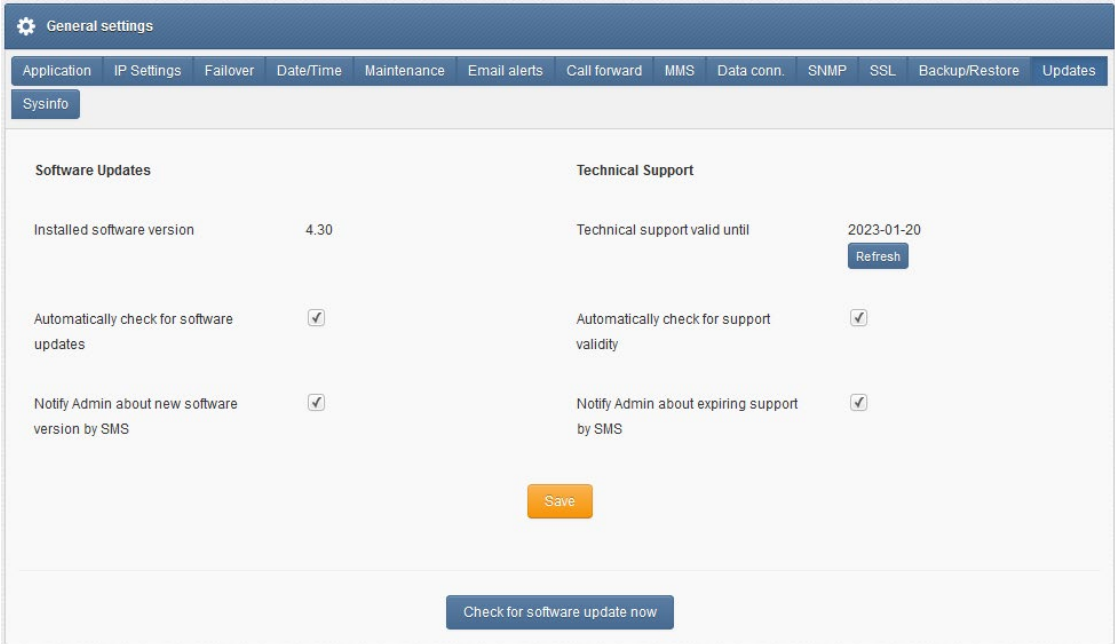 General settings
Application IP Settings Failover Date/Time Maintenance Email alerts Call forward MMS Data conn. SNMP SSL Backup/Restore Updates
Sysinfo
Software Updates
Technical Support
Installed software version 4.30
Technical support valid until 2023-01-20
Refresh
Automatically check for software
updates
Automatically check for support
validity
Notify Admin about new software
version by SMS
Notify Admin about expiring support
by SMS
Save
Check for software update now